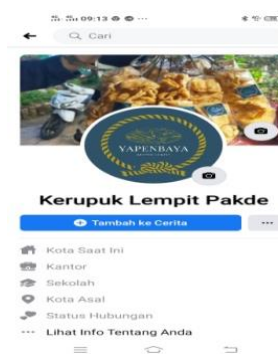 09:13
Cari
YAPENBAYA
Kerupuk Lempit Pakde
Tambah ke Cerita
Kota Saat Ini
Kantor
Sekolah
Kota Asal
Status Hubungan
Lihat Info Tentang Anda